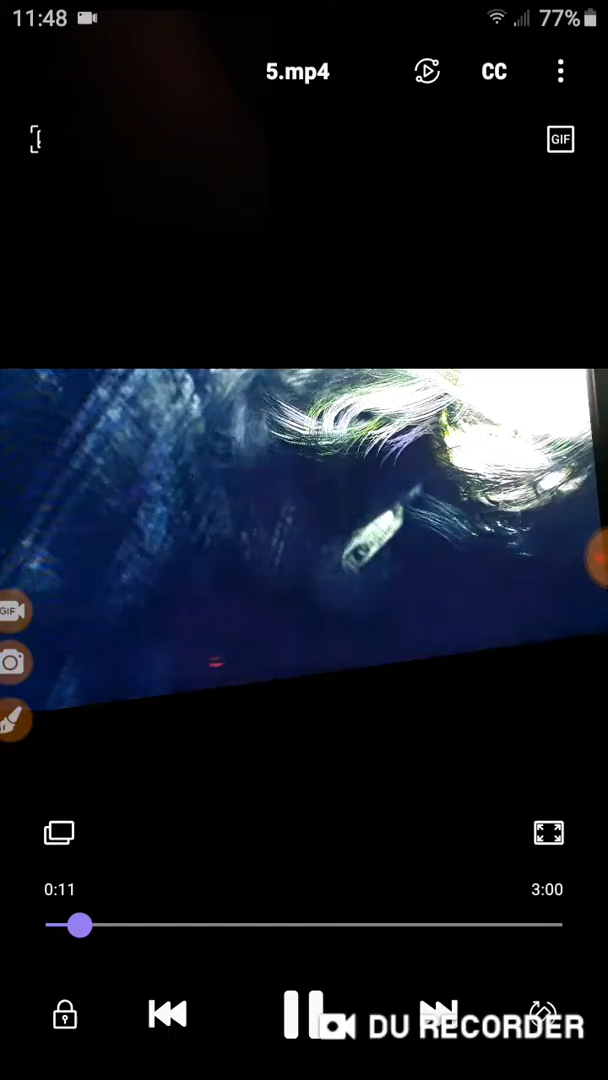 11:48 77%
5.mp4 CC
GIF
GIF
0:11 3:00
DU RECORDER